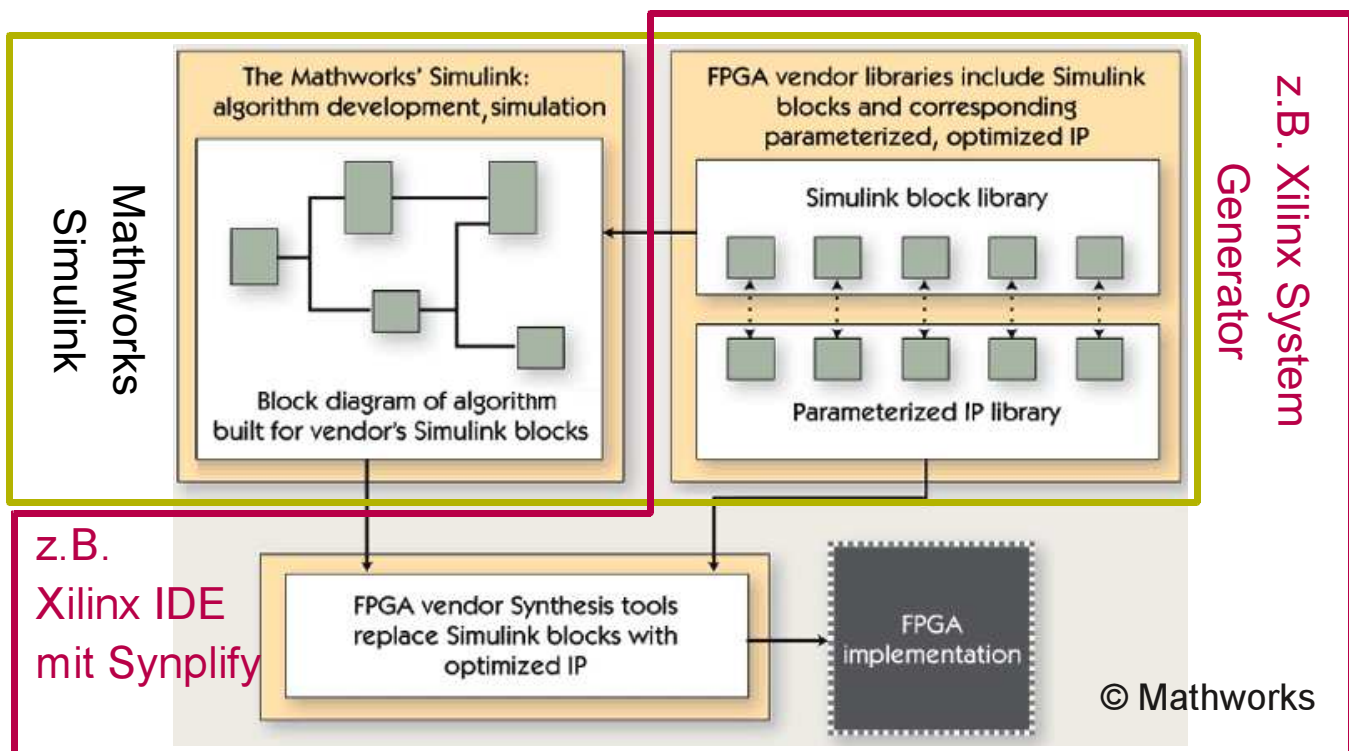 The Mathworks' Simulink:
algorithm development, simulation
Block diagram of algorithm
built for vendor's Simulink blocks
FPGA vendor libraries include Simulink
blocks and corresponding
parameterized, optimized IP
Simulink block library
Parameterized IP library
Mathworks
Simulink
z.B. Xilinx System
Generator
z.B.
Xilinx IDE
mit Synplify
FPGA vendor Synthesis tools
replace Simulink blocks with
optimized IP
FPGA
implementation
© Mathworks